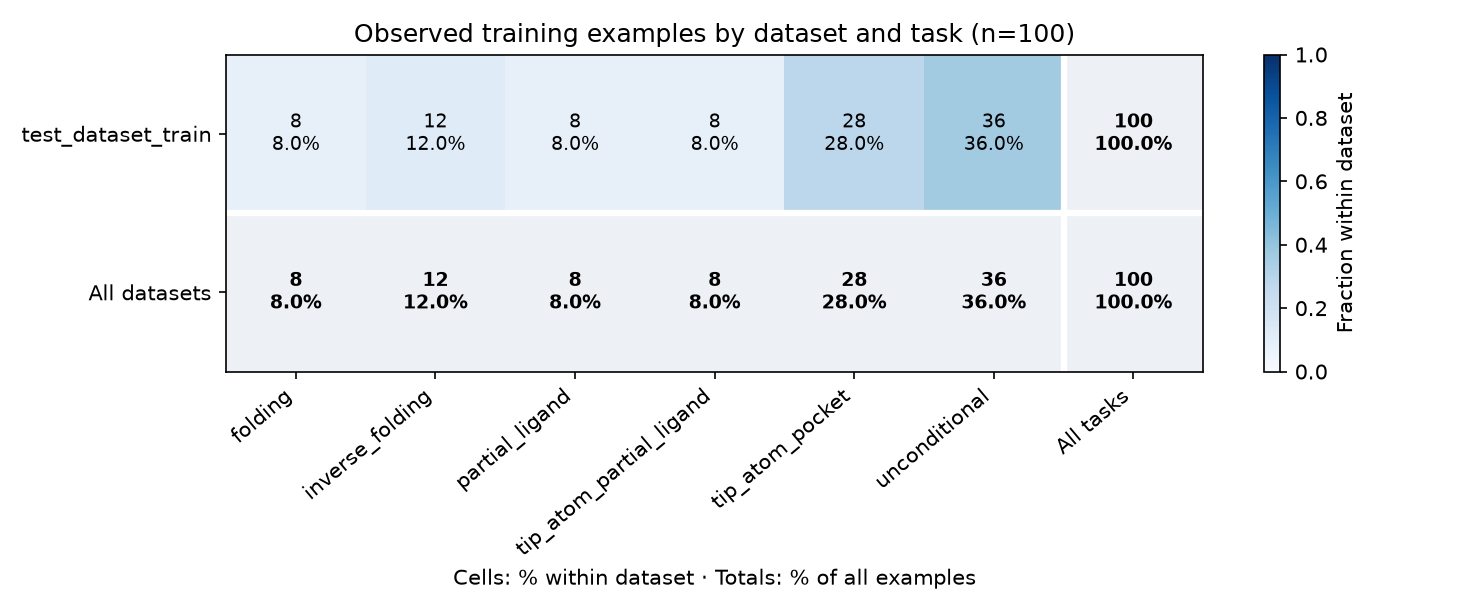 Observed training examples by dataset and task (n=100)
test_dataset_train
8 12 8 8 28 36 100
8.0% 12.0% 8.0% 8.0% 28.0% 36.0% 100.0%
All datasets
8 12 8 8 28 36 100
8.0% 12.0% 8.0% 8.0% 28.0% 36.0% 100.0%
folding
inverse_folding
partial_ligand
tip_atom_partial_ligand
tip_atom_pocket
unconditional
All tasks
Cells: % within dataset · Totals: % of all examples
1.0
0.8
0.6
0.4
0.2
0.0
Fraction within dataset